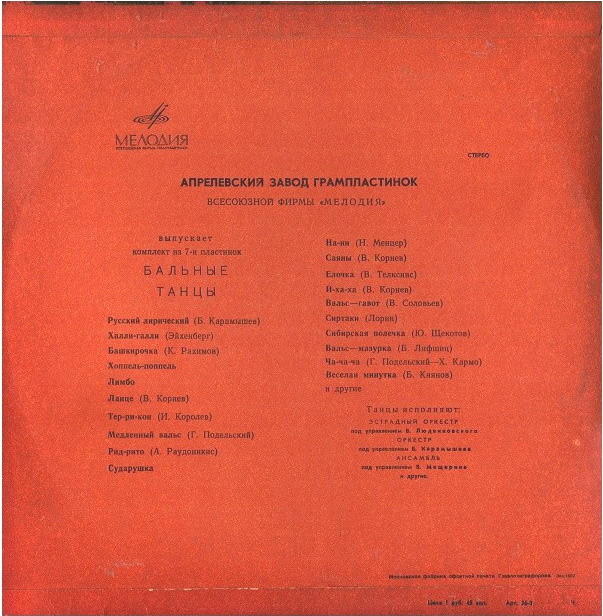 МЕЛОДИЯ
СТЕРЕО
АПРЕЛЕВСКИЙ ЗАВОД ГРАМПЛАСТИНОК
ВСЕСОЮЗНОЙ ФИРМЫ «МЕЛОДИЯ»
выпускает
комплект из 7-и пластинок
БАЛЬНЫЕ
ТАНЦЫ
Русский лирический (Б. Карамышев)
Халли-галли (Эйхенберг)
Башкирочка (К. Рахимов)
Хоппель-поппель
Лимбо
Ланце (В. Корнев)
Тер-ри-кон (И. Королев)
Медленный вальс (Г. Подельский)
Рид-рито (А. Раудоникис)
Сударушка
На-ни (Н. Менцер)
Саяны (В. Корнев)
Елочка (В. Телксnis)
И-ха-ха (В. Корнев)
Вальс—гавот (В. Соловьев)
Сиртаки (Лорин)
Сибирская полечка (Ю. Щекотов)
Вальс—мазурка (Б. Лифшиц)
Ча-ча-ча (Г. Подельский—Х. Кармо)
Веселая минутка (Б. Киянов)
и другие
Танцы исполняют:
ЭСТРАДНЫЙ ОРКЕСТР
под управлением В. Людвиковского
ОРКЕСТР
под управлением Б. Карамышева
АНСАМБЛЬ
под управлением В. Мещерина
и другие.
Московская фабрика офсетной печати
Цена 1 руб. 45 коп. Арт.